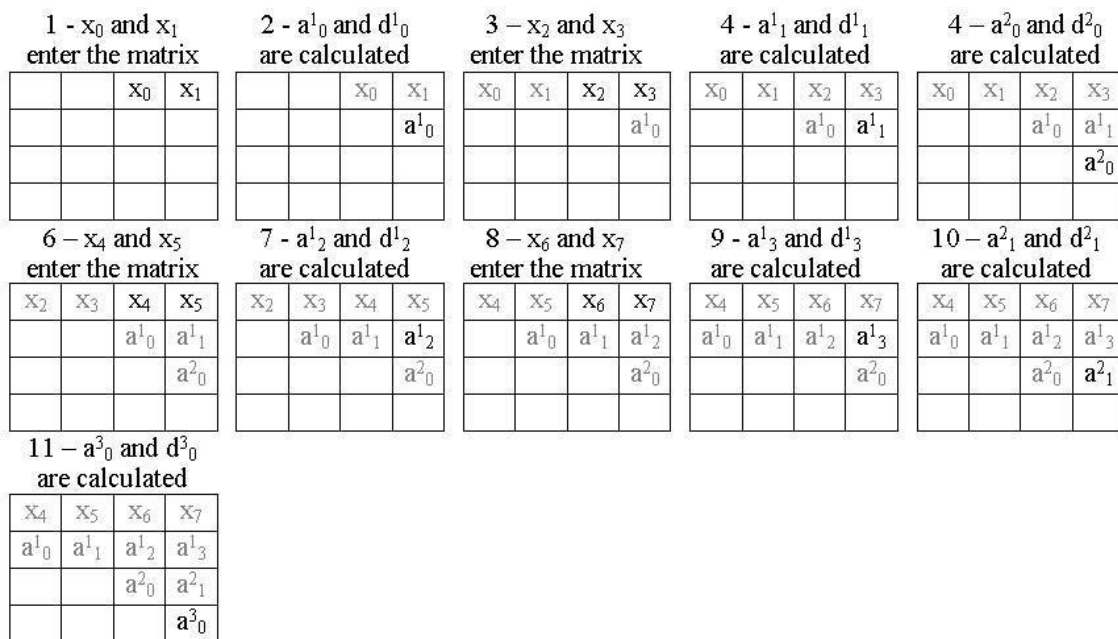 1 - x₀ and x₁ enter the matrix
2 - a¹₀ and d¹₀ are calculated
3 – x₂ and x₃ enter the matrix
4 - a¹₁ and d¹₁ are calculated
4 – a²₀ and d²₀ are calculated
x₀ x₁
x₀ x₁
a¹₀
x₀ x₁ x₂ x₃
a¹₀
x₀ x₁ x₂ x₃
a¹₀ a¹₁
x₀ x₁ x₂ x₃
a¹₀ a¹₁
a²₀
6 – x₄ and x₅ enter the matrix
7 - a¹₂ and d¹₂ are calculated
8 – x₆ and x₇ enter the matrix
9 - a¹₃ and d¹₃ are calculated
10 – a²₁ and d²₁ are calculated
x₂ x₃ x₄ x₅
a¹₀ a¹₁
a²₀
x₂ x₃ x₄ x₅
a¹₀ a¹₁ a¹₂
a²₀
x₄ x₅ x₆ x₇
a¹₀ a¹₁ a¹₂
a²₀
x₄ x₅ x₆ x₇
a¹₀ a¹₁ a¹₂ a¹₃
a²₀
x₄ x₅ x₆ x₇
a¹₀ a¹₁ a¹₂ a¹₃
a²₀ a²₁
11 – a³₀ and d³₀
are calculated
x₄ x₅ x₆ x₇
a¹₀ a¹₁ a¹₂ a¹₃
a²₀ a²₁
a³₀